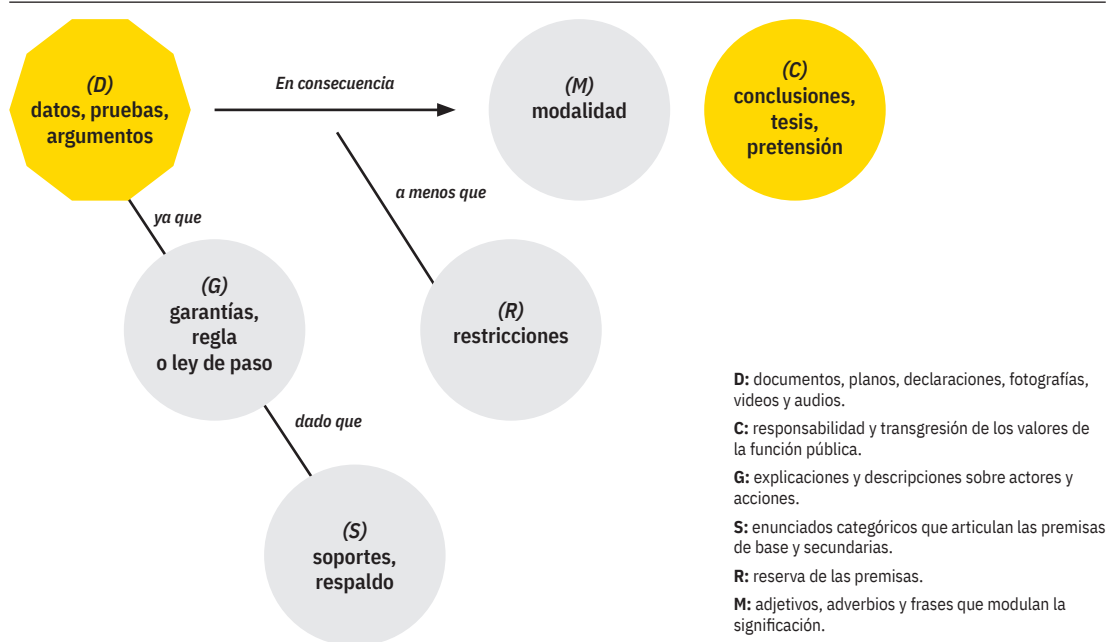 (D)
datos, pruebas,
argumentos
En consecuencia
(M)
modalidad
(C)
conclusiones,
tesis,
pretensión
ya que
a menos que
(G)
garantías,
regla
o ley de paso
(R)
restricciones
dado que
(S)
soportes,
respaldo
D: documentos, planos, declaraciones, fotografías,
videos y audios.
C: responsabilidad y transgresión de los valores de
la función pública.
G: explicaciones y descripciones sobre actores y
acciones.
S: enunciados categóricos que articulan las premisas
de base y secundarias.
R: reserva de las premisas.
M: adjetivos, adverbios y frases que modulan la
significación.